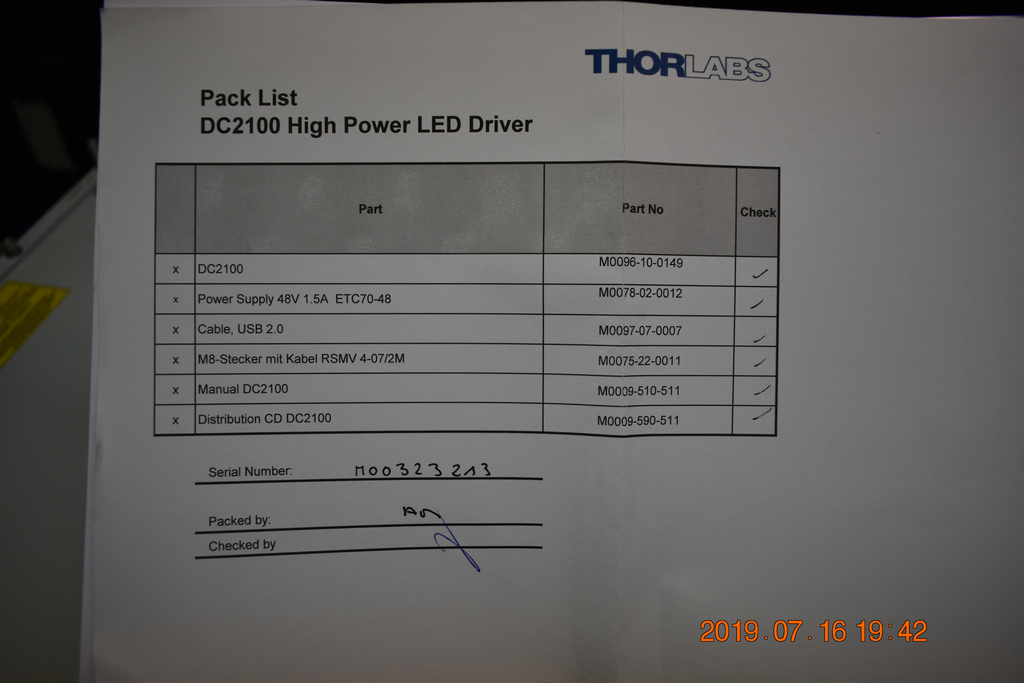 THORLABS
Pack List
DC2100 High Power LED Driver
Part Part No Check
x DC2100 M0096-10-0149 ✓
x Power Supply 48V 1.5A ETC70-48 M0078-02-0012 ✓
x Cable, USB 2.0 M0097-07-0007 ✓
x M8-Stecker mit Kabel RSMV 4-07/2M M0075-22-0011 ✓
x Manual DC2100 M0009-510-511 ✓
x Distribution CD DC2100 M0009-590-511 ✓
Serial Number: M00323213
Packed by:
Checked by
2019.07.16 19:42